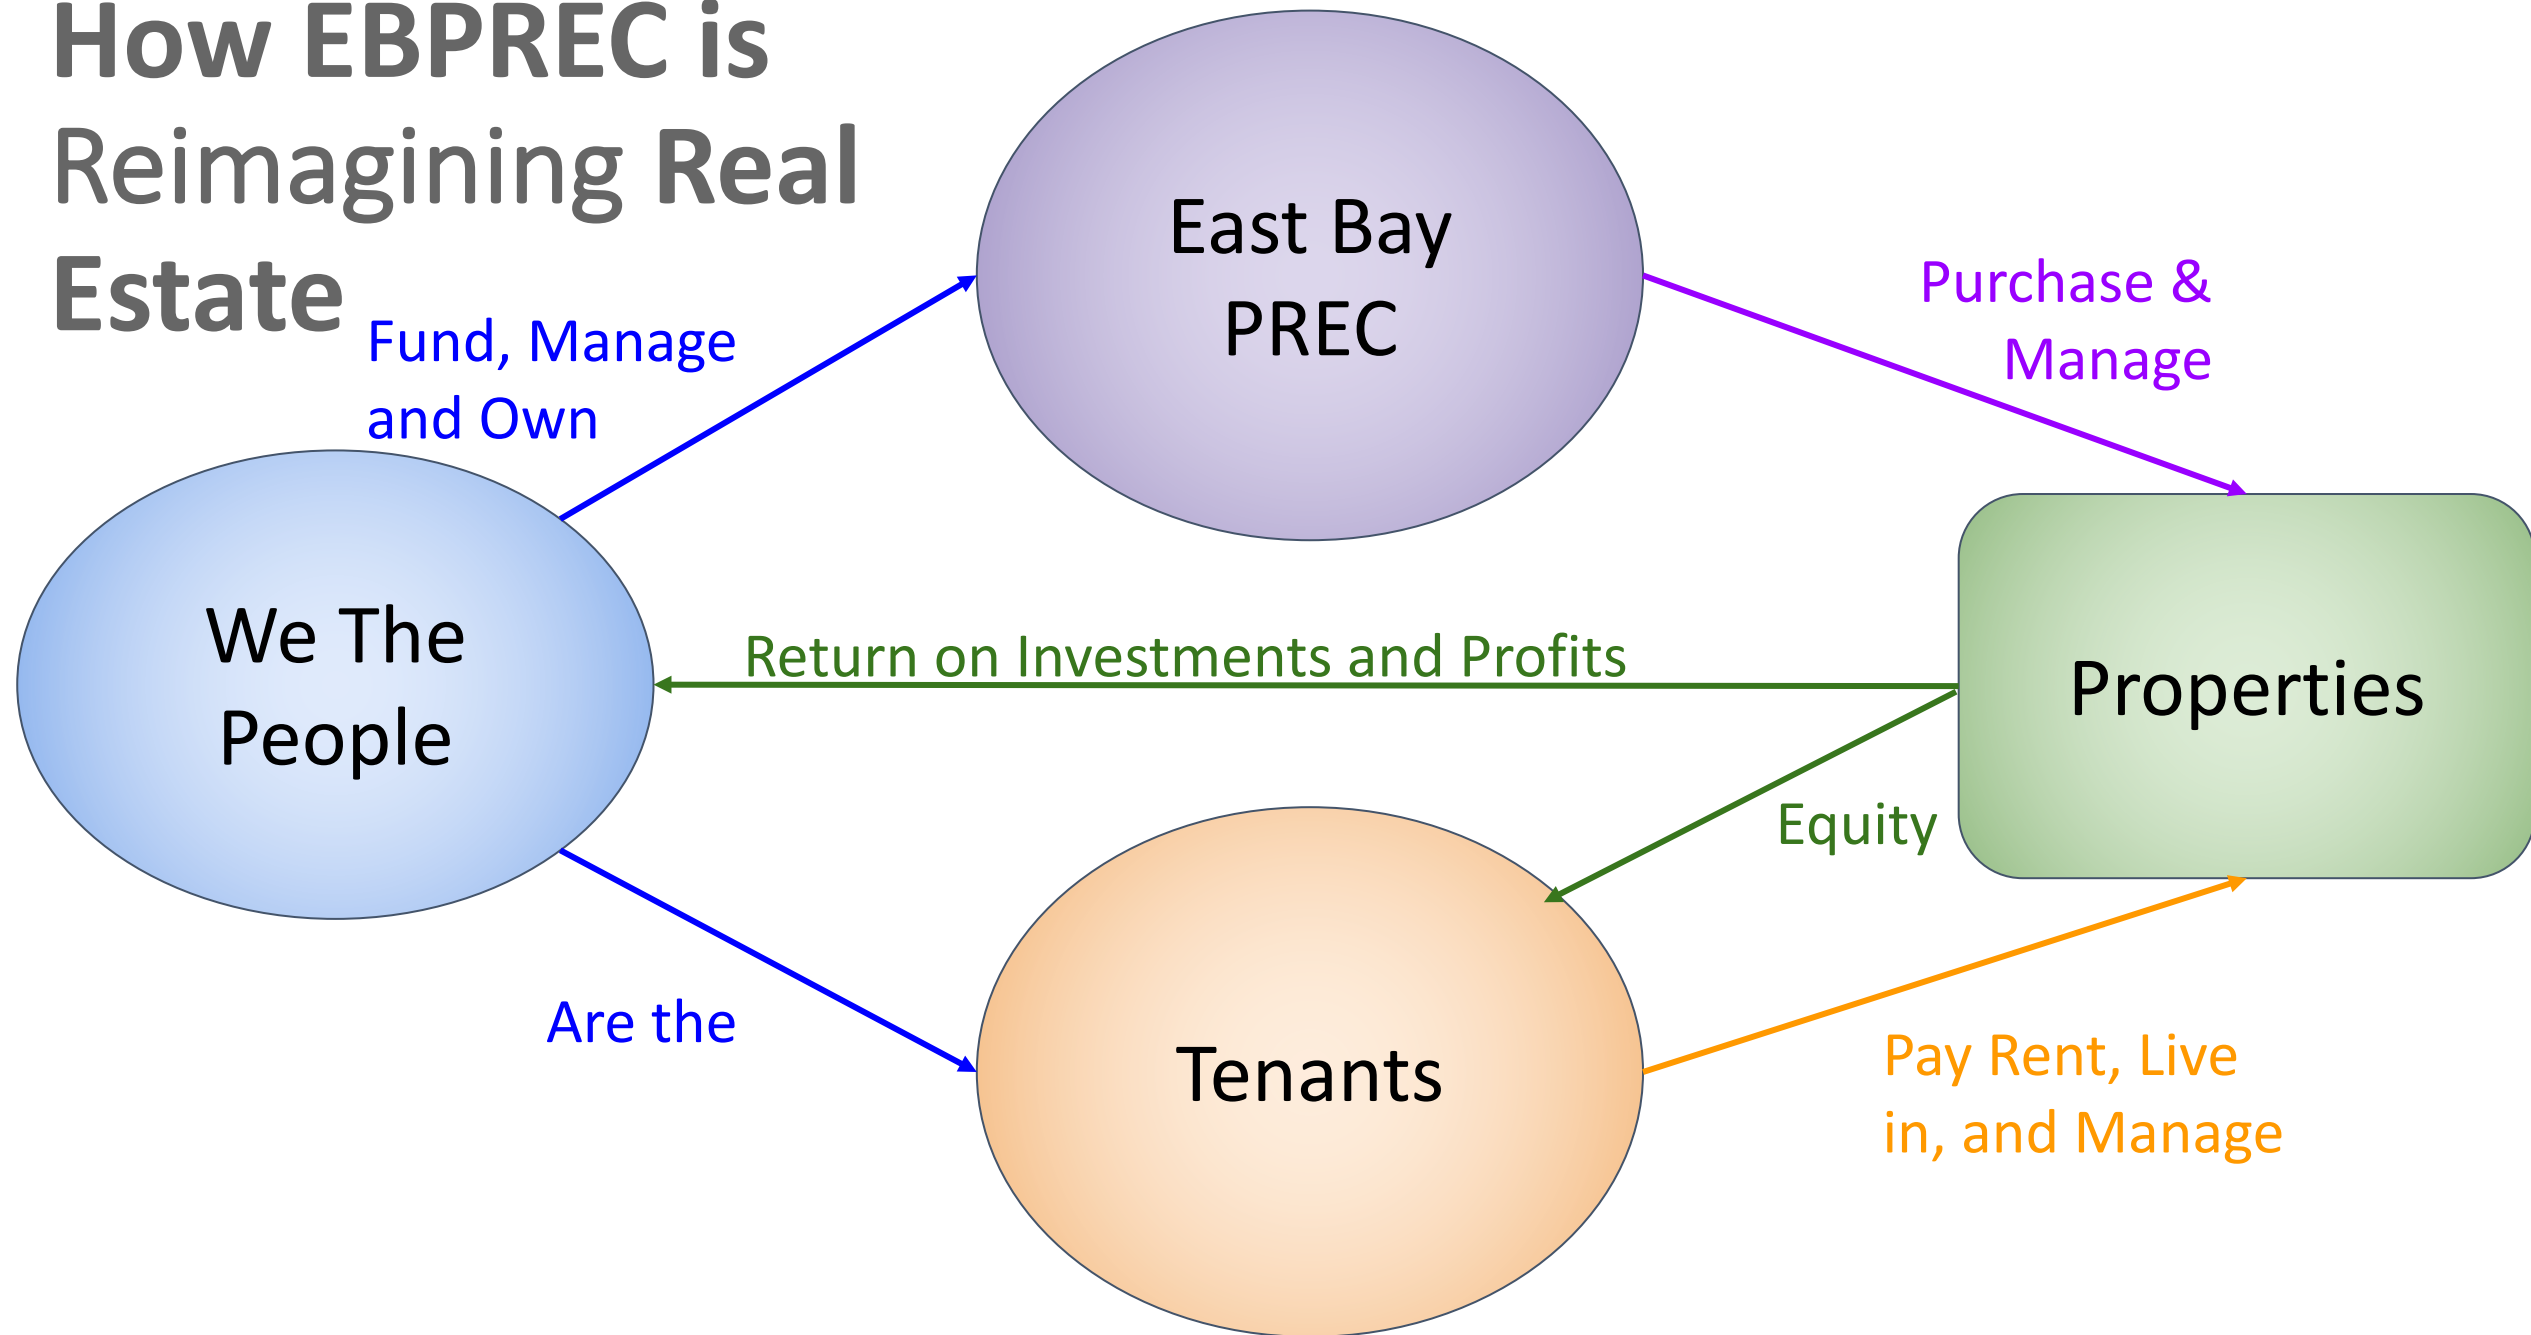 How EBPREC is
Reimagining Real
Estate
Fund, Manage
and Own
East Bay
PREC
Purchase &
Manage
We The
People
Return on Investments and Profits
Properties
Equity
Are the
Tenants
Pay Rent, Live
in, and Manage